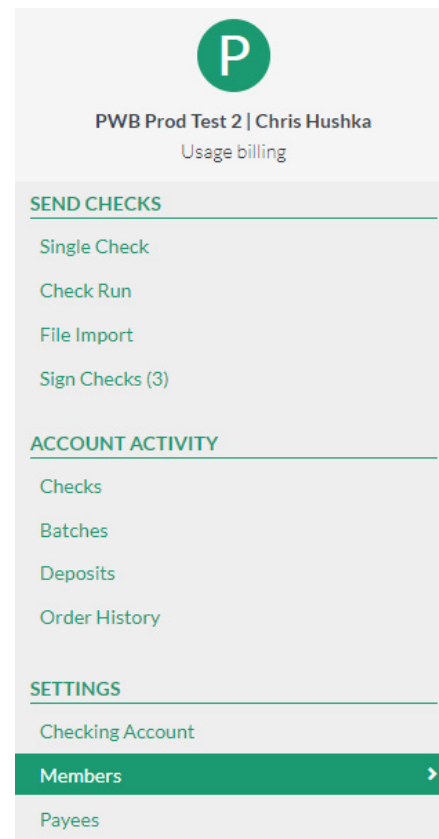 P
PWB Prod Test 2 | Chris Hushka
Usage billing
SEND CHECKS
Single Check
Check Run
File Import
Sign Checks (3)
ACCOUNT ACTIVITY
Checks
Batches
Deposits
Order History
SETTINGS
Checking Account
Members
Payees